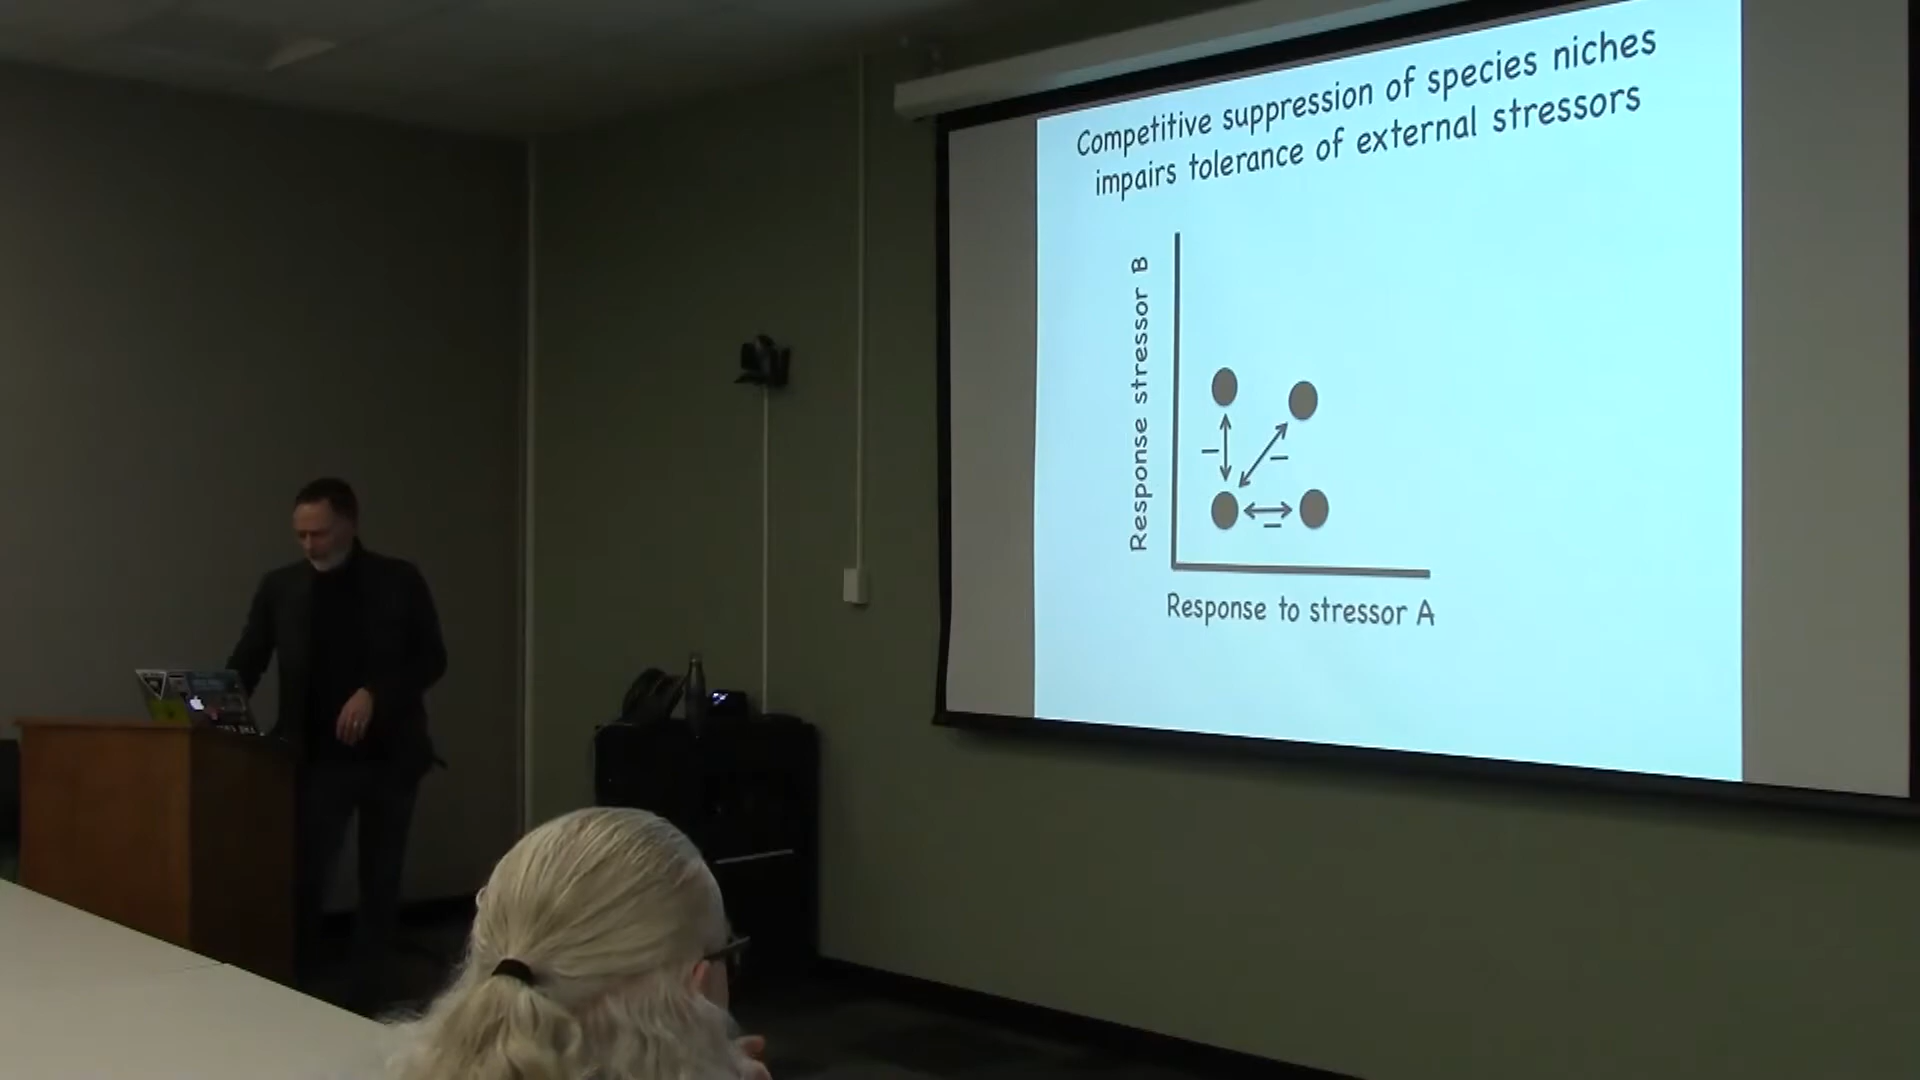 Competitive suppression of species niches
impairs tolerance of external stressors
Response stressor B
Response to stressor A